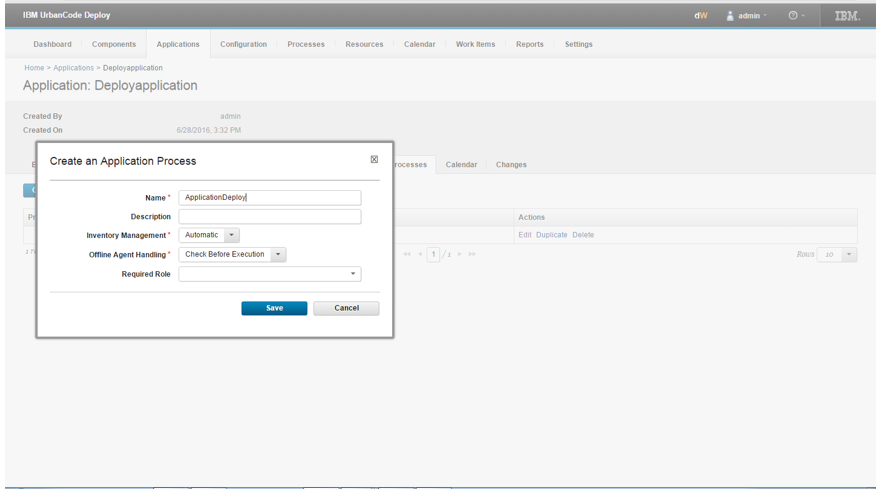 IBM UrbanCode Deploy dW admin IBM.
Dashboard Components Applications Configuration Processes Resources Calendar Work Items Reports Settings
Home > Applications > Deployapplication
Application: Deployapplication
Created By admin
Created On 6/28/2016, 3:32 PM
Create an Application Process
rocesses Calendar Changes
Name * ApplicationDeploy
Description
Inventory Management * Automatic
Offline Agent Handling * Check Before Execution
Required Role
Save Cancel
Actions
Edit Duplicate Delete
1 / 1 Rows 10